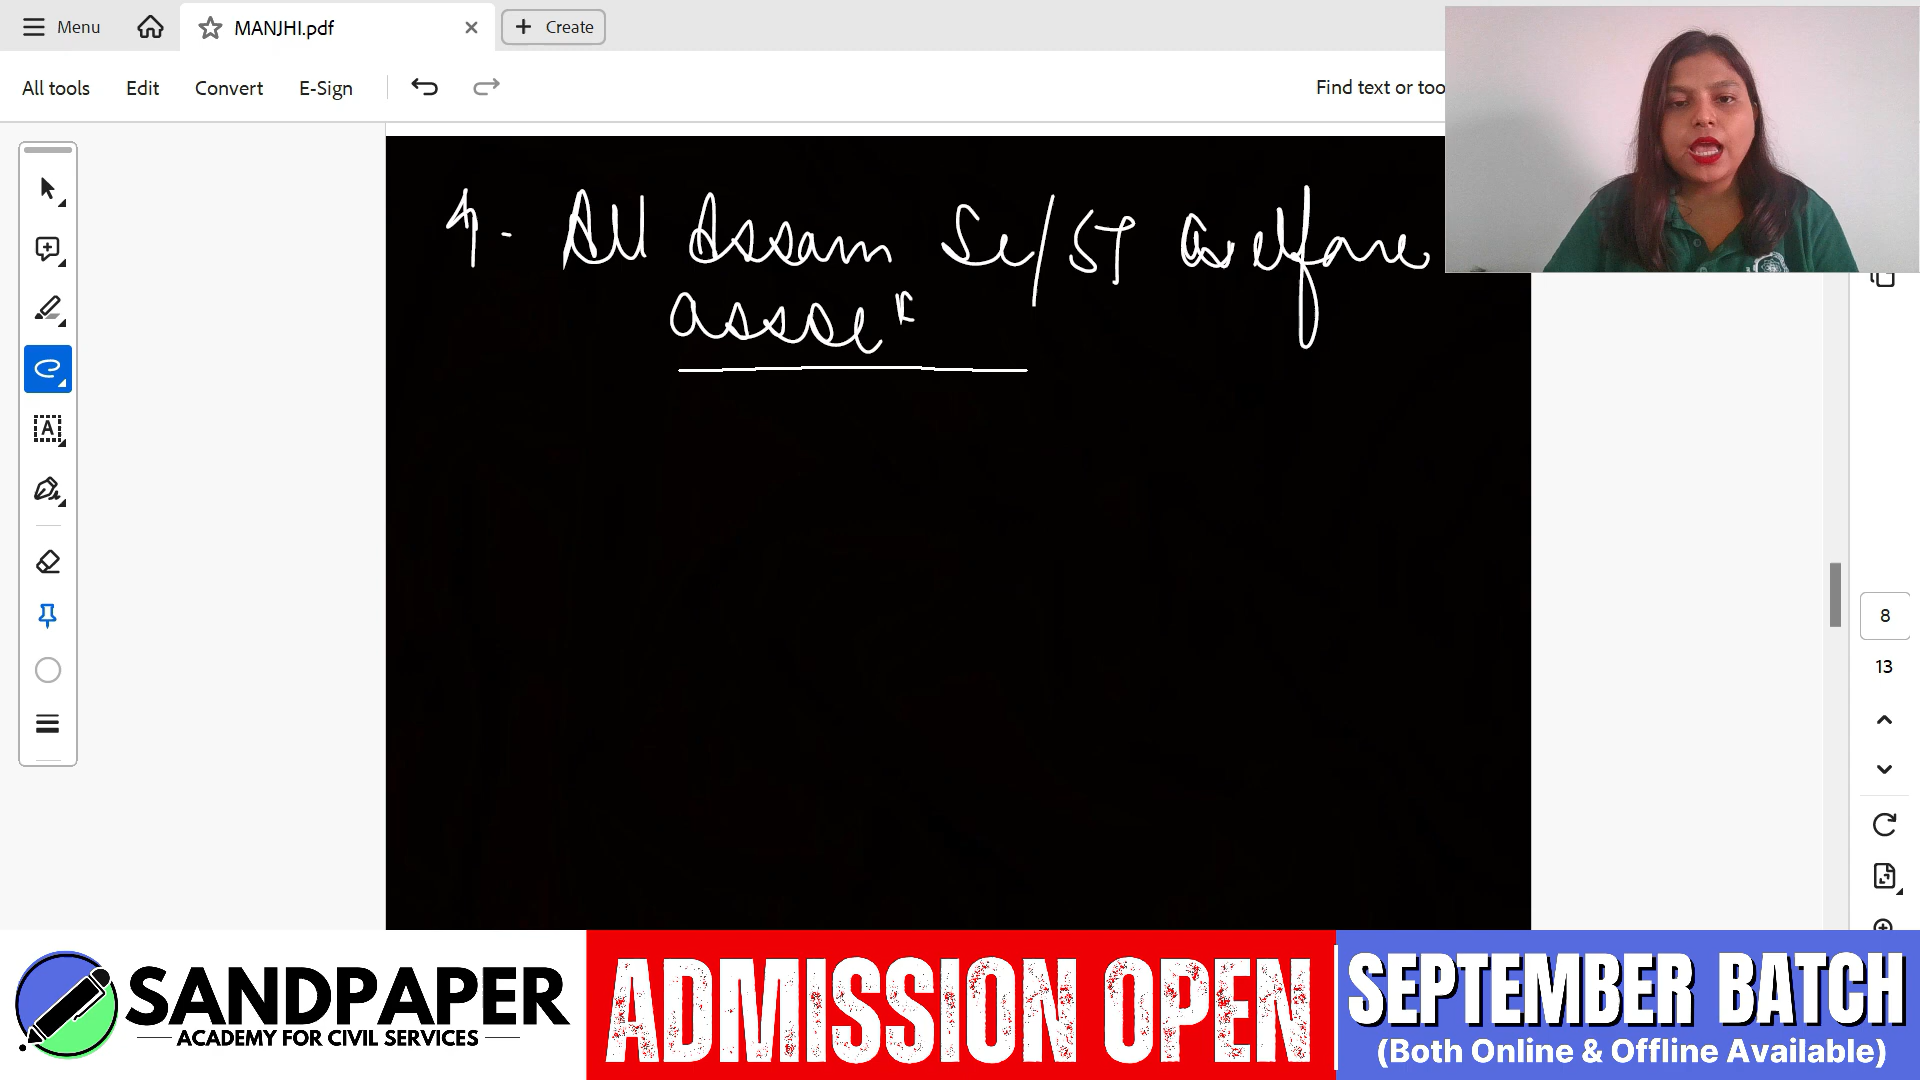 Menu
MANJHI.pdf
Create
All tools
Edit
Convert
E-Sign
Find text or too
4. All Assam Sc/ST welfare
8
13
SANDPAPER
ACADEMY FOR CIVIL SERVICES
ADMISSION OPEN
SEPTEMBER BATCH
(Both Online & Offline Available)